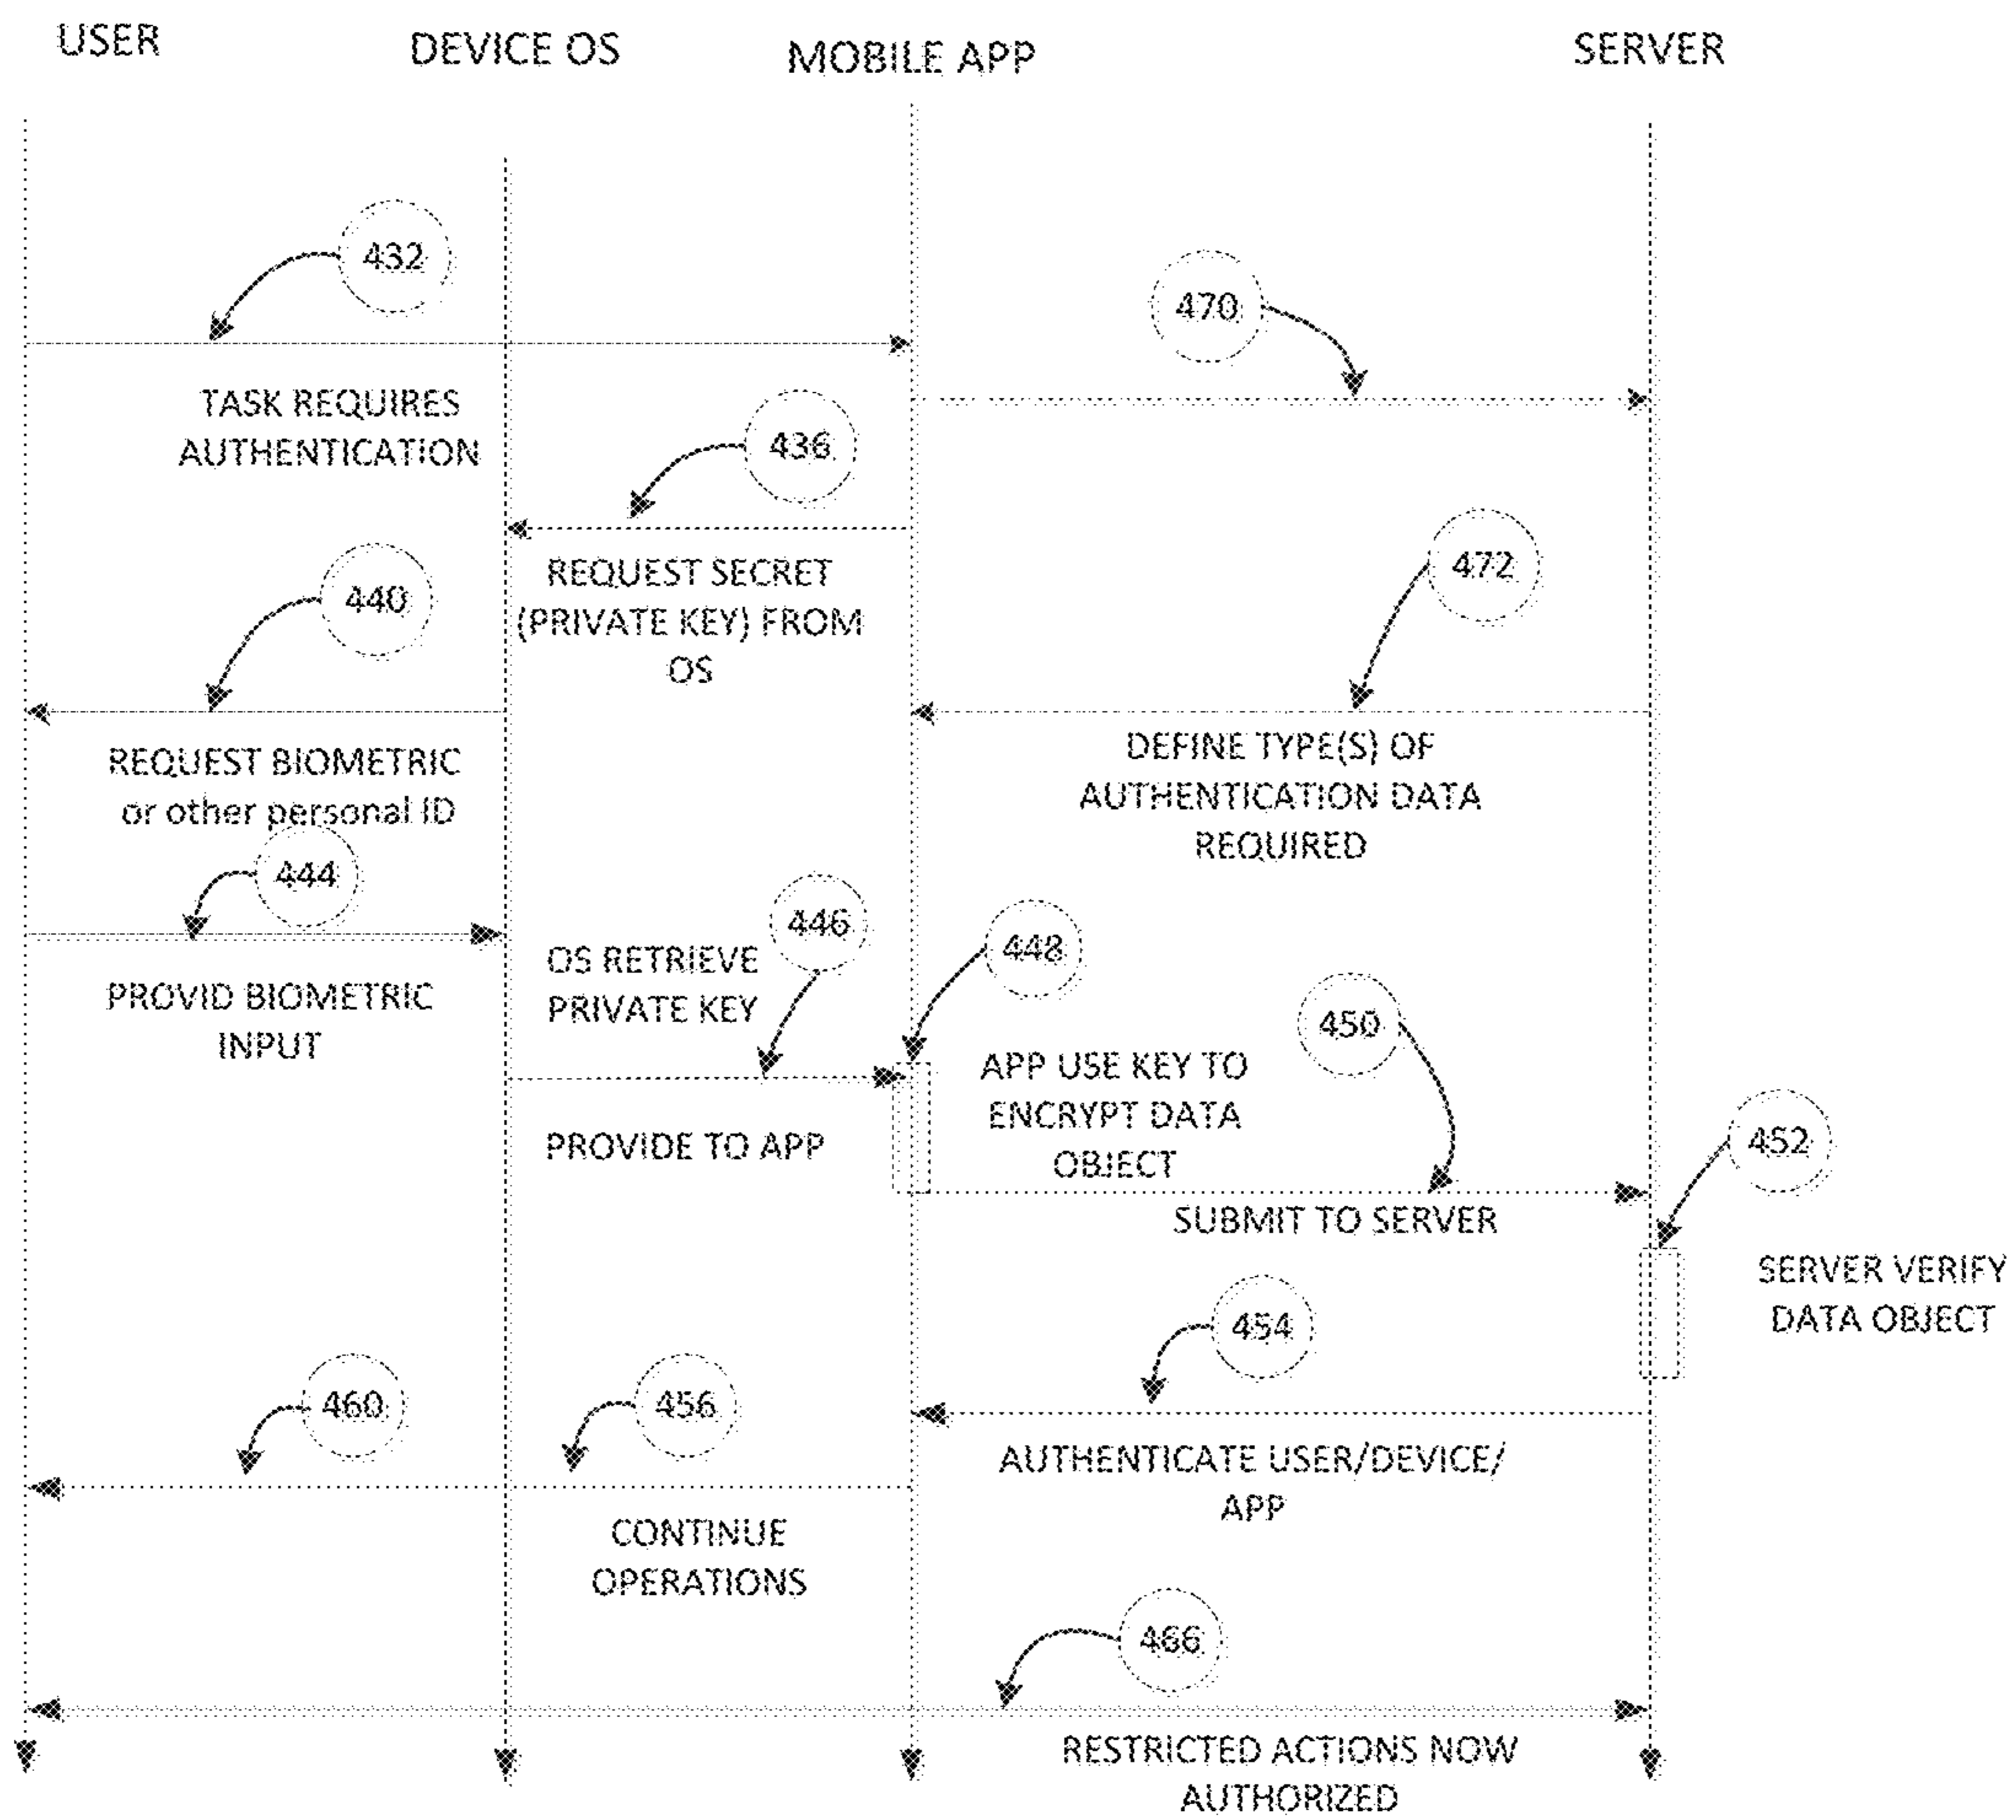 USER
DEVICE OS
MOBILE APP
SERVER
432
470
TASK REQUIRES
AUTHENTICATION
436
REQUEST SECRET
(PRIVATE KEY) FROM
OS
472
440
REQUEST BIOMETRIC
or other personal ID
DEFINE TYPE(S) OF
AUTHENTICATION DATA
REQUIRED
444
PROVID BIOMETRIC
INPUT
446
OS RETRIEVE
PRIVATE KEY
PROVIDE TO APP
448
APP USE KEY TO
ENCRYPT DATA
OBJECT
450
SUBMIT TO SERVER
452
SERVER VERIFY
DATA OBJECT
454
AUTHENTICATE USER/DEVICE/
APP
460
456
CONTINUE
OPERATIONS
466
RESTRICTED ACTIONS NOW
AUTHORIZED